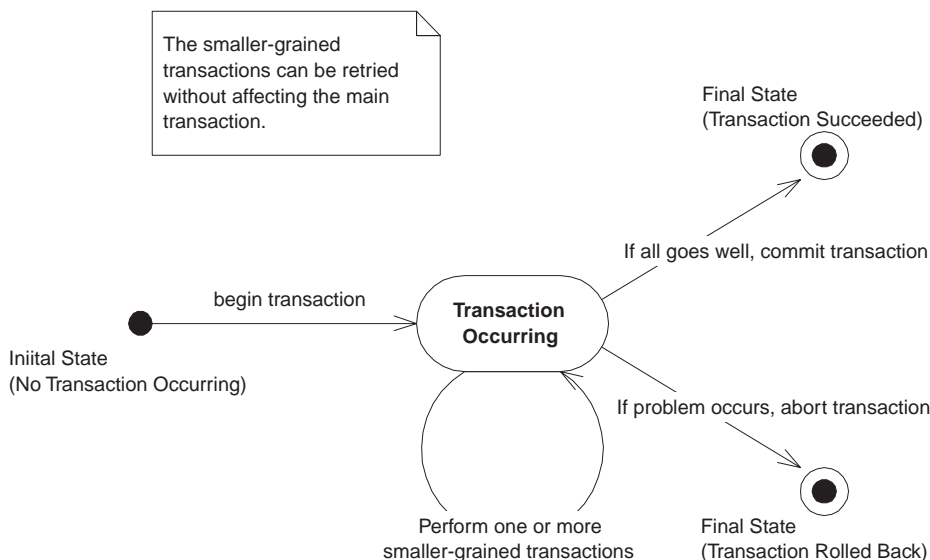 The smaller-grained
transactions can be retried
without affecting the main
transaction.
Final State
(Transaction Succeeded)
If all goes well, commit transaction
begin transaction
Transaction
Occurring
Iniital State
(No Transaction Occurring)
If problem occurs, abort transaction
Perform one or more
smaller-grained transactions
Final State
(Transaction Rolled Back)